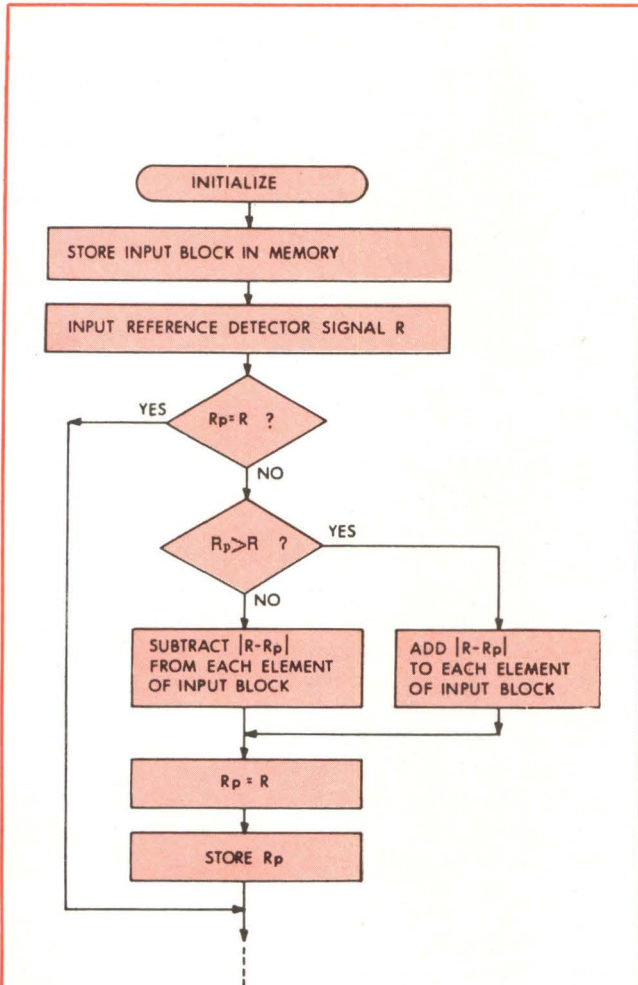 INITIALIZE
STORE INPUT BLOCK IN MEMORY
INPUT REFERENCE DETECTOR SIGNAL R
YES
Rp=R ?
NO
Rp>R ?
YES
NO
SUBTRACT |R-Rp|
FROM EACH ELEMENT
OF INPUT BLOCK
ADD |R-Rp|
TO EACH ELEMENT
OF INPUT BLOCK
Rp = R
STORE Rp